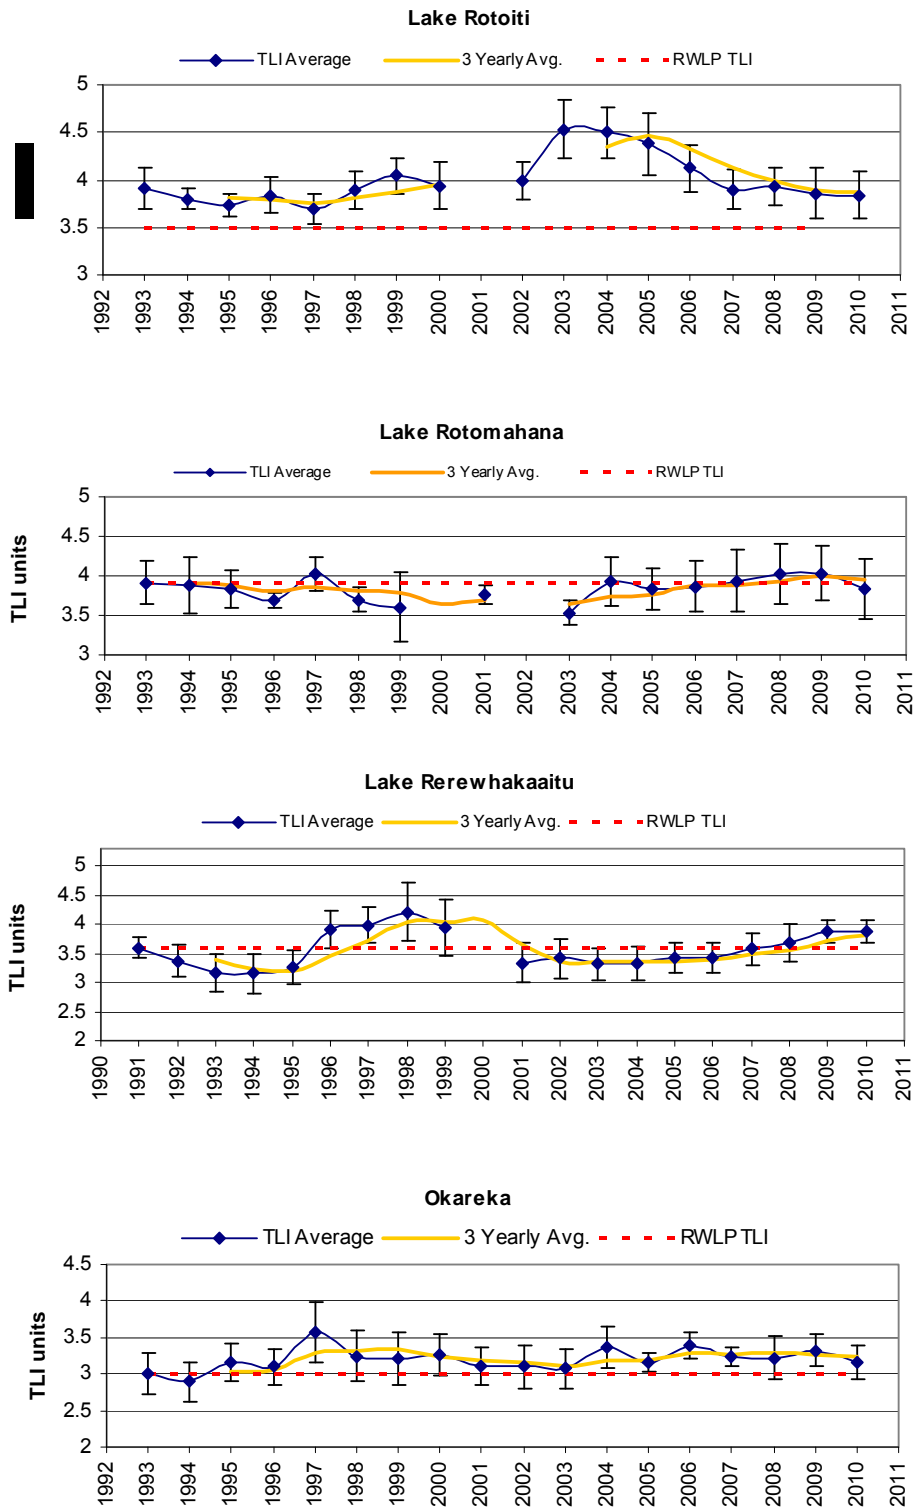 Lake Rotoiti
TLI Average 3 Yearly Avg. RWLP TLI
5
4.5
4
3.5
3
1992 1993 1994 1995 1996 1997 1998 1999 2000 2001 2002 2003 2004 2005 2006 2007 2008 2009 2010 2011
Lake Rotomahana
TLI Average 3 Yearly Avg. RWLP TLI
TLI units
5
4.5
4
3.5
3
1992 1993 1994 1995 1996 1997 1998 1999 2000 2001 2002 2003 2004 2005 2006 2007 2008 2009 2010 2011
Lake Rerewhakaaitu
TLI Average 3 Yearly Avg. RWLP TLI
TLI units
5
4.5
4
3.5
3
2.5
2
1990 1991 1992 1993 1994 1995 1996 1997 1998 1999 2000 2001 2002 2003 2004 2005 2006 2007 2008 2009 2010 2011
Okareka
TLI Average 3 Yearly Avg. RWLP TLI
TLI units
4.5
4
3.5
3
2.5
2
1992 1993 1994 1995 1996 1997 1998 1999 2000 2001 2002 2003 2004 2005 2006 2007 2008 2009 2010 2011